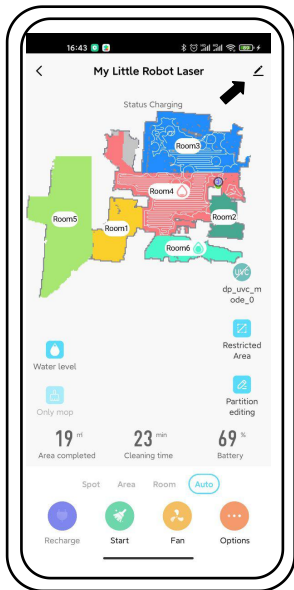 16:43
My Little Robot Laser
Status Charging
Room3
Room4
Room5
Room2
Room1
Room6
uvc
dp_uvc_m
ode_0
Restricted
Area
Water level
Partition
editing
Only mop
19 ㎡
23 min
69 %
Area completed
Cleaning time
Battery
Spot
Area
Room
Auto
Recharge
Start
Fan
Options